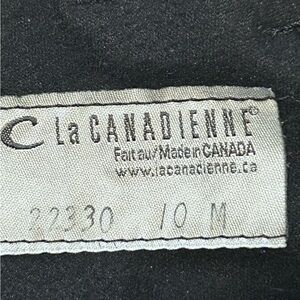 C La CANADIENNE®
Fait au/Made in CANADA
www.lacanadienne.ca
22330 10 M